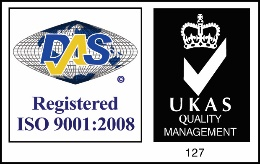 DAS
©
Registered
ISO 9001:2008
UKAS
QUALITY
MANAGEMENT
127